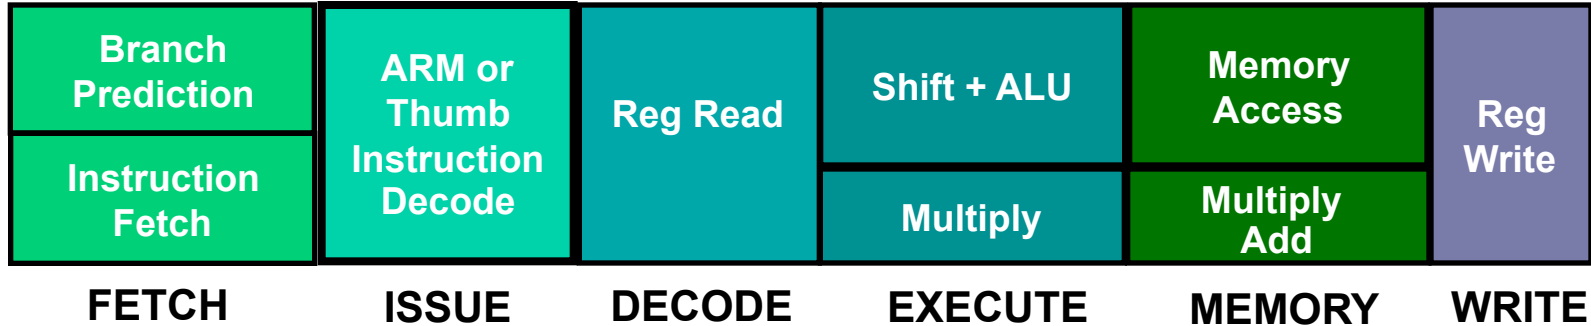 Branch
Prediction
Instruction
Fetch
ARM or
Thumb
Instruction
Decode
Reg Read
Shift + ALU
Multiply
Memory
Access
Multiply
Add
Reg
Write
FETCH
ISSUE
DECODE
EXECUTE
MEMORY
WRITE